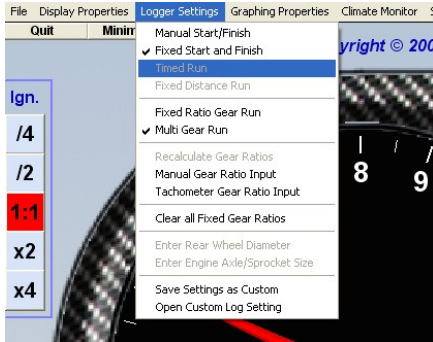 File Display Properties Logger Settings Graphing Properties Climate Monitor
Quit
Manual Start/Finish
Fixed Start and Finish
Timed Run
Fixed Distance Run
Fixed Ratio Gear Run
Multi Gear Run
Recalculate Gear Ratios
Manual Gear Ratio Input
Tachometer Gear Ratio Input
Clear all Fixed Gear Ratios
Enter Rear Wheel Diameter
Enter Engine Axle/Sprocket Size
Save Settings as Custom
Open Custom Log Setting
yright © 200
Ign.
/4
/2
1:1
x2
x4
8
9